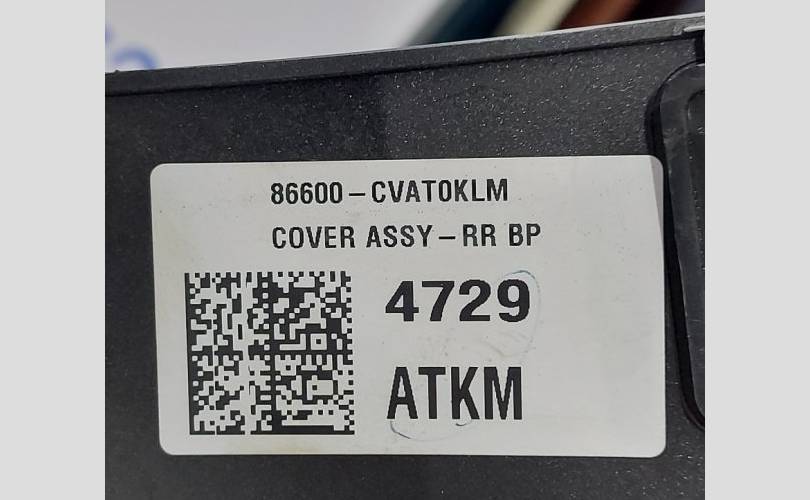 86600-CVAT0KLM
COVER ASSY-RR BP
4729
ATKM